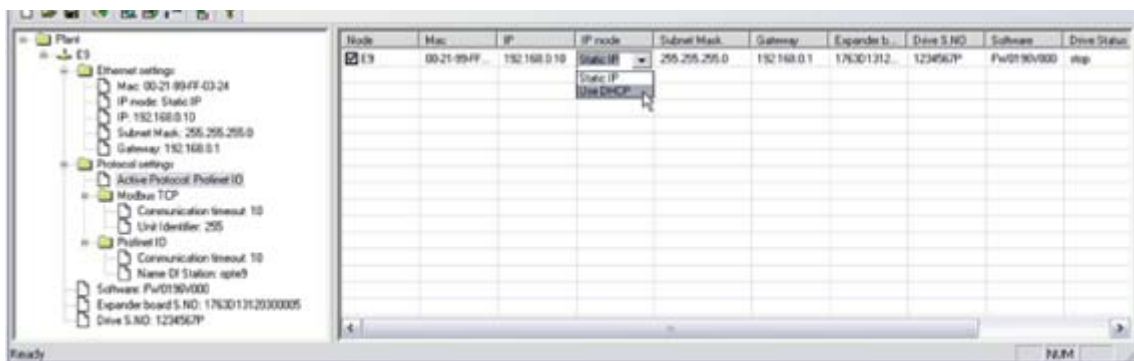 Plant
E9
Ethernet settings
Mac: 00-21-99-FF-03-24
IP mode: Static IP
IP: 192.168.0.10
Subnet Mask: 255.255.255.0
Gateway: 192.168.0.1
Protocol settings
Active Protocol: Profinet IO
Modbus TCP
Communication timeout: 10
Unit Identifier: 255
Profinet IO
Communication timeout: 10
Name Of Station: opte9
Software: FW0196V000
Expander board S.NO: 1763D13120300005
Drive S.NO: 1234567P
Node Mac IP IP mode Subnet Mask Gateway Expander b... Drive S.NO Software Drive Status
E9 00-21-99-FF... 192.168.0.10 Static IP 255.255.255.0 192.168.0.1 1763D1312... 1234567P FW0196V000 stop
Static IP
Use DHCP
Ready
NUM